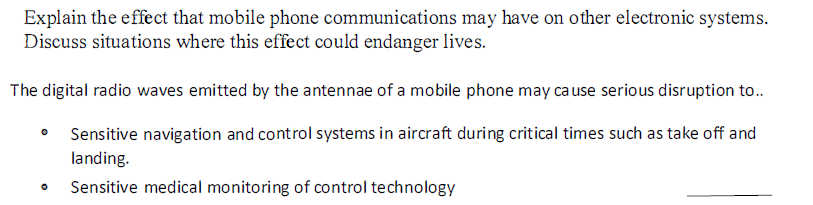 Explain the effect that mobile phone communications may have on other electronic systems.
Discuss situations where this effect could endanger lives.
The digital radio waves emitted by the antennae of a mobile phone may cause serious disruption to..
• Sensitive navigation and control systems in aircraft during critical times such as take off and
landing.
• Sensitive medical monitoring of control technology